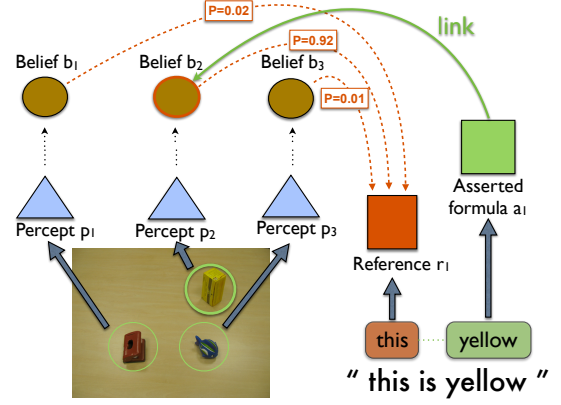 P=0.02
link
Belief b1
Belief b2
Belief b3
P=0.92
P=0.01
Percept p1
Percept p2
Percept p3
Asserted
formula a1
Reference r1
this
yellow
" this is yellow "